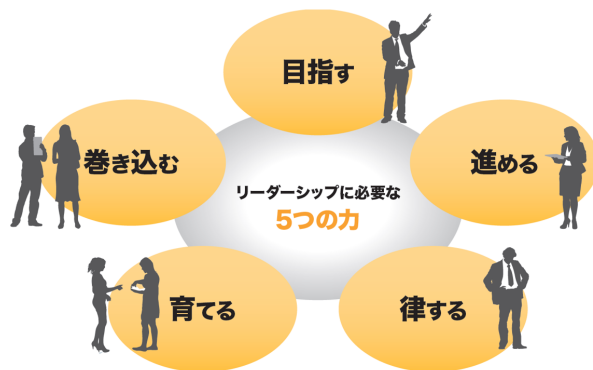 目指す
巻き込む
進める
リーダーシップに必要な
5つの力
育てる
律する